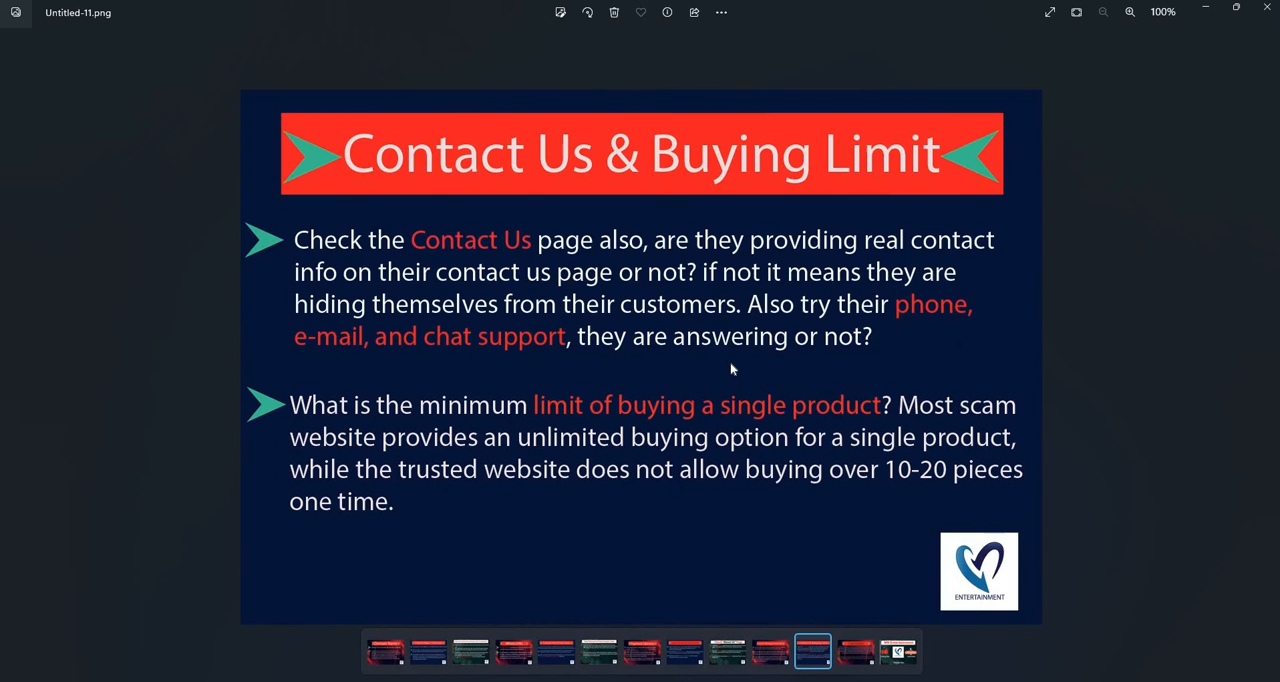 Untitled-11.png
100%
Contact Us & Buying Limit
Check the Contact Us page also, are they providing real contact
info on their contact us page or not? if not it means they are
hiding themselves from their customers. Also try their phone,
e-mail, and chat support, they are answering or not?
What is the minimum limit of buying a single product? Most scam
website provides an unlimited buying option for a single product,
while the trusted website does not allow buying over 10-20 pieces
one time.
ENTERTAINMENT